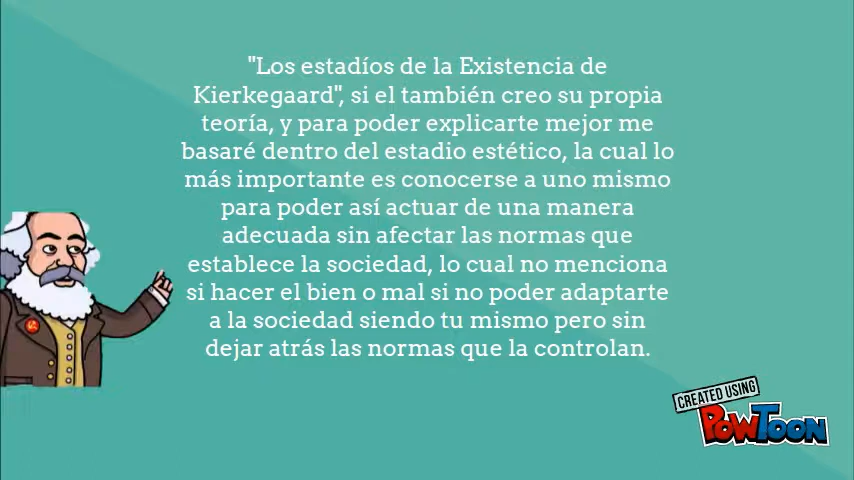 "Los estadíos de la Existencia de
Kierkegaard", si el también creo su propia
teoría, y para poder explicarte mejor me
basaré dentro del estadio estético, la cual lo
más importante es conocerse a uno mismo
para poder así actuar de una manera
adecuada sin afectar las normas que
establece la sociedad, lo cual no menciona
si hacer el bien o mal si no poder adaptarte
a la sociedad siendo tu mismo pero sin
dejar atrás las normas que la controlan.
CREATED USING
POWTOON